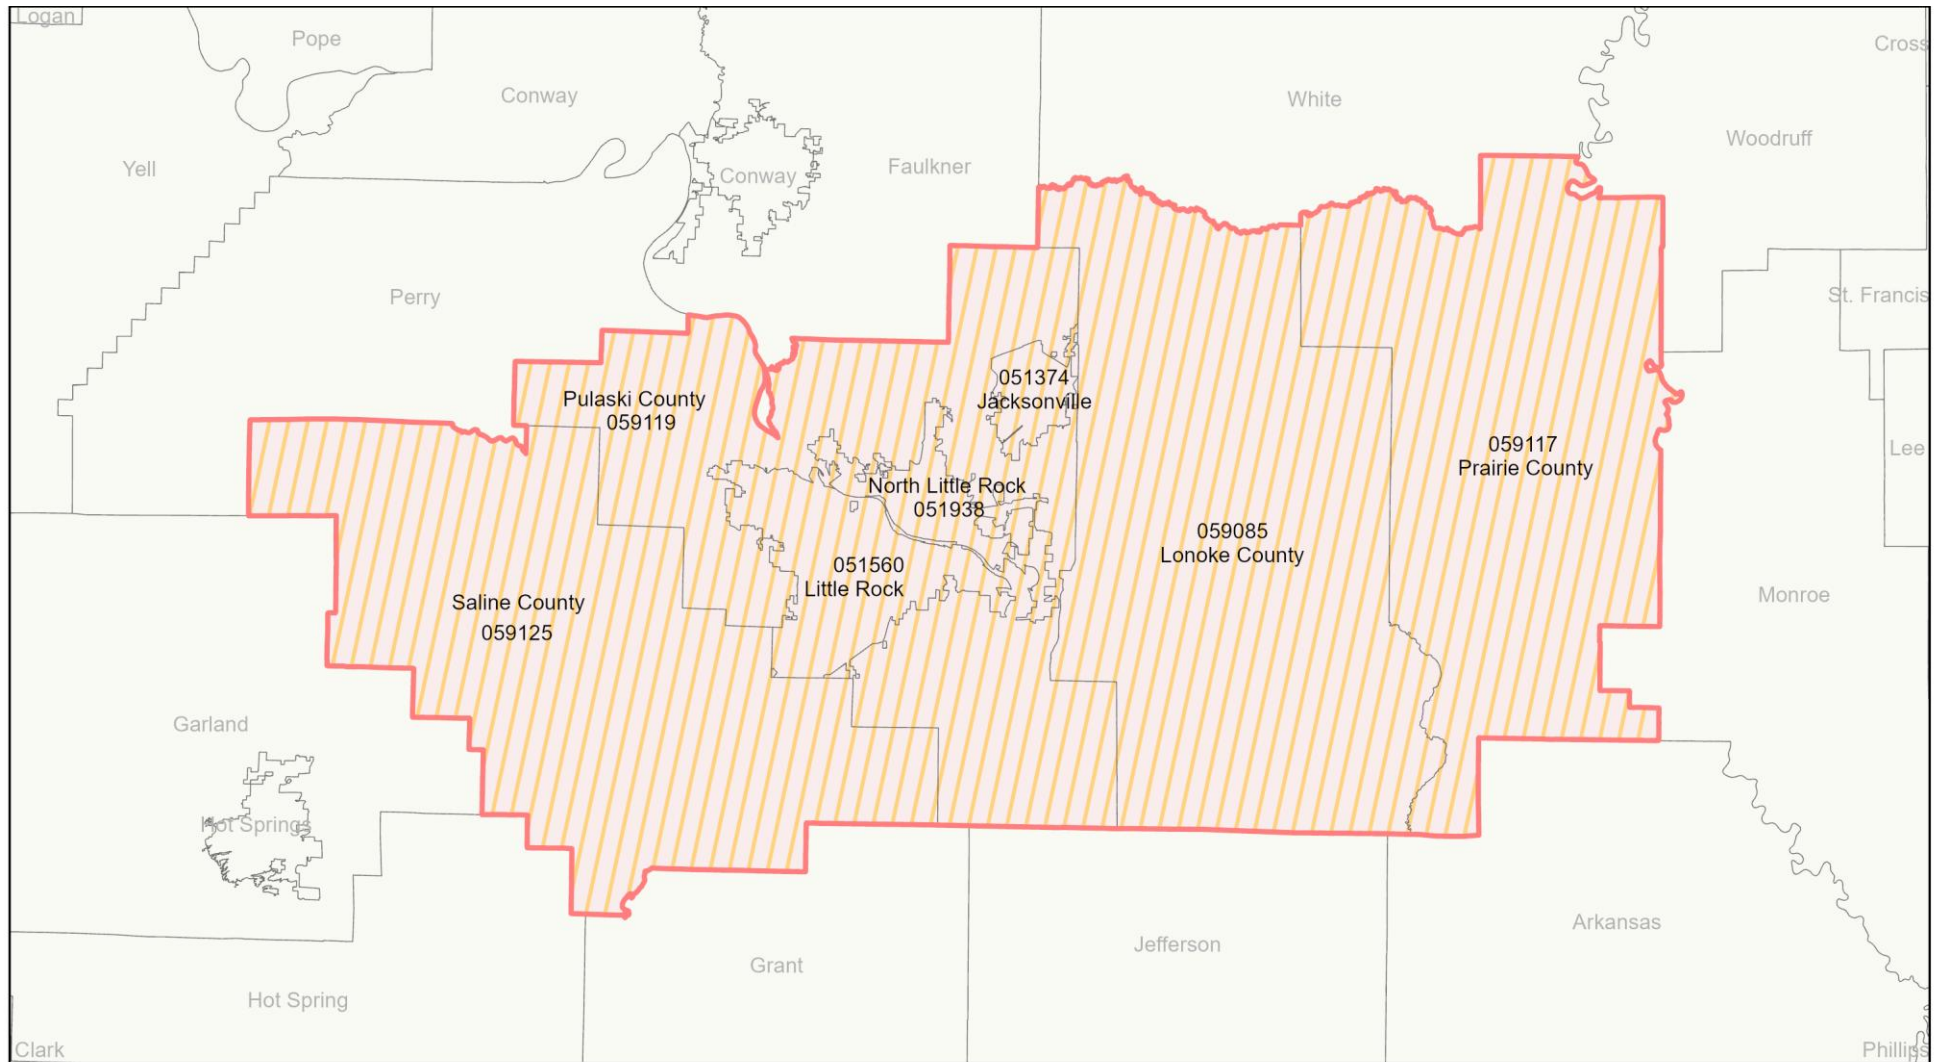 Logan
Pope
Cross
Conway
White
Woodruff
Yell
Conway
Faulkner
Perry
St. Francis
051374
Jacksonville
Pulaski County
059119
059117
Prairie County
Lee
North Little Rock
051938
059085
Lonoke County
051560
Little Rock
Saline County
059125
Monroe
Garland
Hot Springs
Arkansas
Jefferson
Grant
Hot Spring
Clark
Phillips